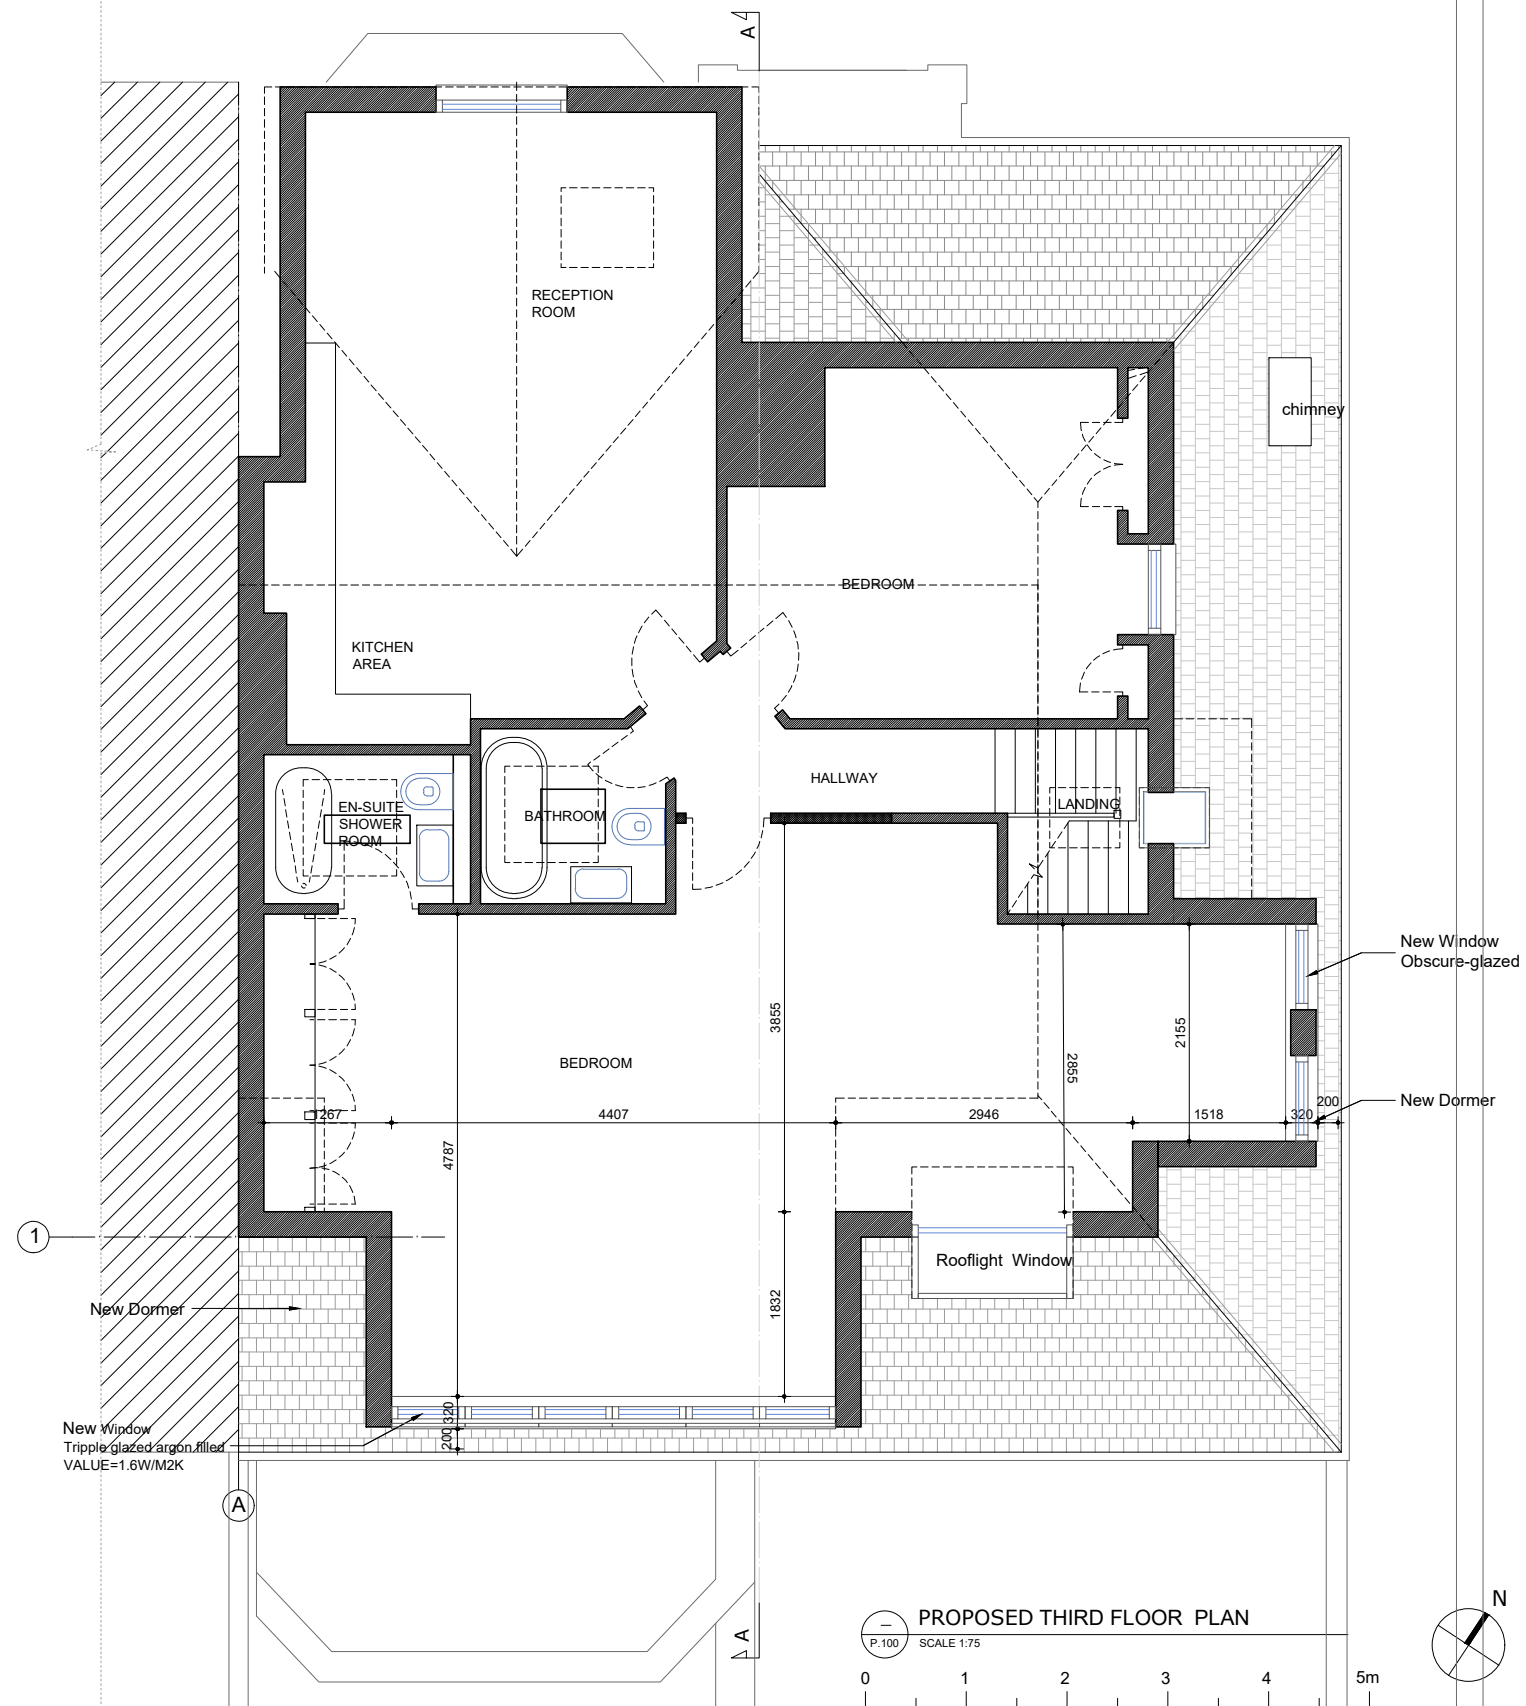 A
RECEPTION
ROOM
chimney
BEDROOM
KITCHEN
AREA
HALLWAY
LANDING
EN-SUITE
SHOWER
ROOM
BATHROOM
New Window
Obscure-glazed
3855
2155
2855
BEDROOM
New Dormer
200
1267
4407
2946
1518
320
4787
1
Rooflight Window
New Dormer
1832
320
200
New Window
Tripple glazed argon filled
VALUE=1.6W/M2K
A
A
–
P.100
PROPOSED THIRD FLOOR PLAN
SCALE 1:75
N
0 1 2 3 4 5m